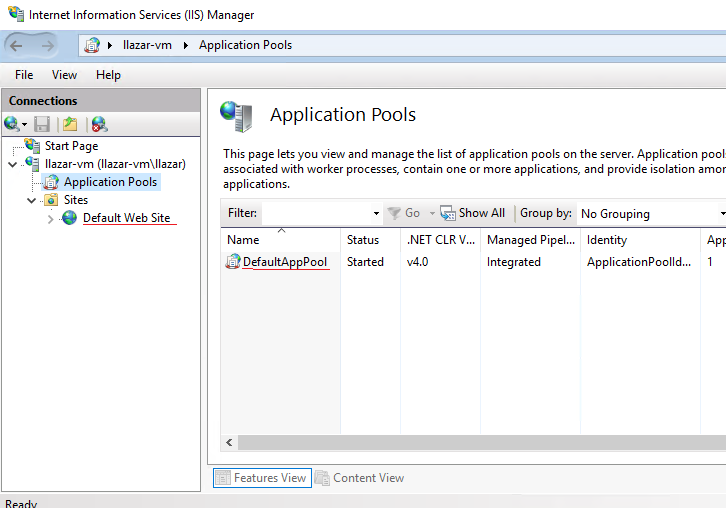 Internet Information Services (IIS) Manager
llazar-vm Application Pools
File View Help
Connections
Start Page
llazar-vm (llazar-vm\llazar)
Application Pools
Sites
Default Web Site
Application Pools
This page lets you view and manage the list of application pools on the server. Application pool
associated with worker processes, contain one or more applications, and provide isolation amo
applications.
Filter: Go Show All Group by: No Grouping
Name Status .NET CLR V... Managed Pipel... Identity App
DefaultAppPool Started v4.0 Integrated ApplicationPoolId... 1
Features View Content View
Ready